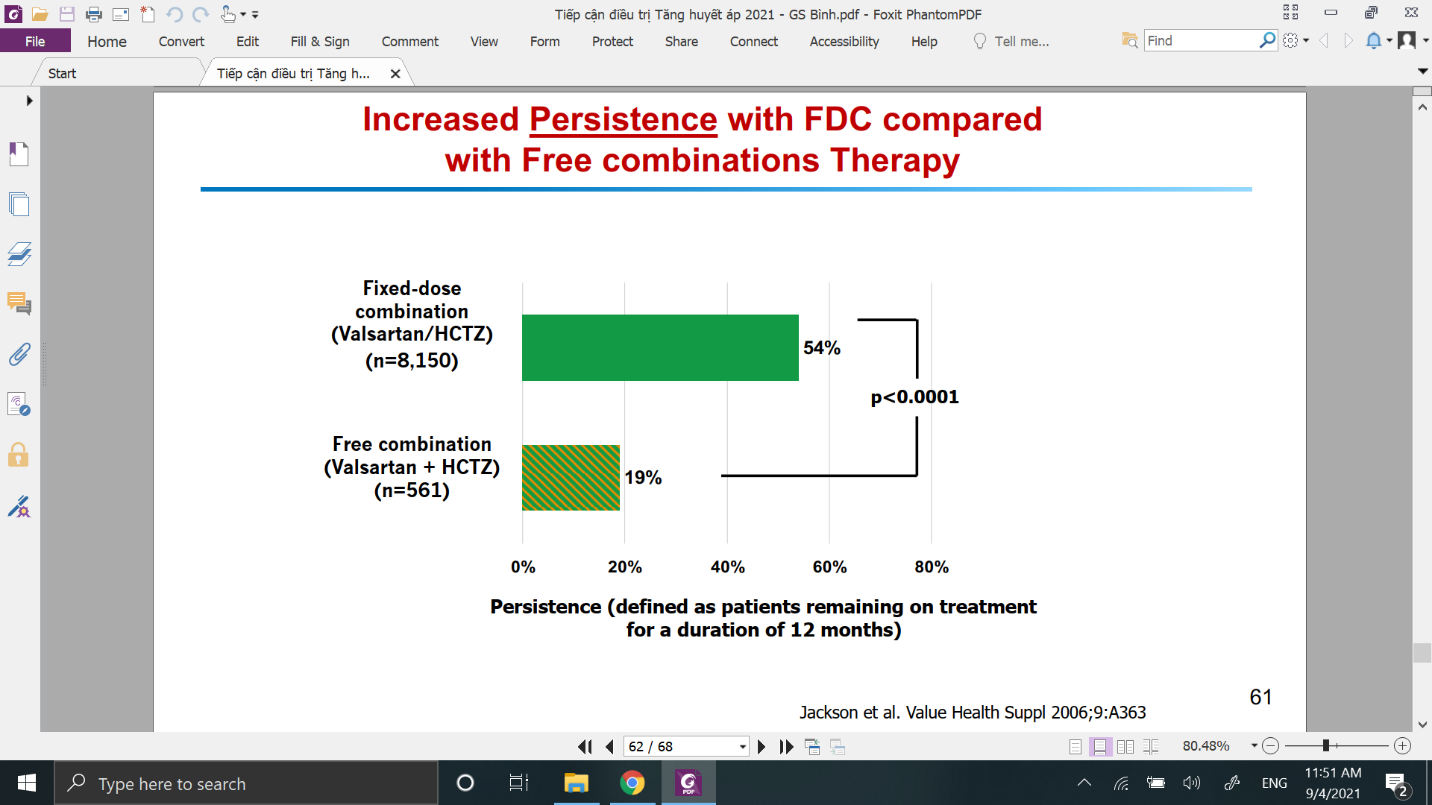 Tiếp cận điều trị Tăng huyết áp 2021 - GS Binh.pdf - Foxit PhantomPDF
File Home Convert Edit Fill & Sign Comment View Form Protect Share Connect Accessibility Help Tell me... Find
Start Tiếp cận điều trị Tăng h...
Increased Persistence with FDC compared
with Free combinations Therapy
Fixed-dose
combination
(Valsartan/HCTZ)
(n=8,150)
54%
p<0.0001
Free combination
(Valsartan + HCTZ)
(n=561)
19%
0% 20% 40% 60% 80%
Persistence (defined as patients remaining on treatment
for a duration of 12 months)
61
Jackson et al. Value Health Suppl 2006;9:A363
62 / 68 80.48%
Type here to search
PDF
ENG
11:51 AM
9/4/2021
2